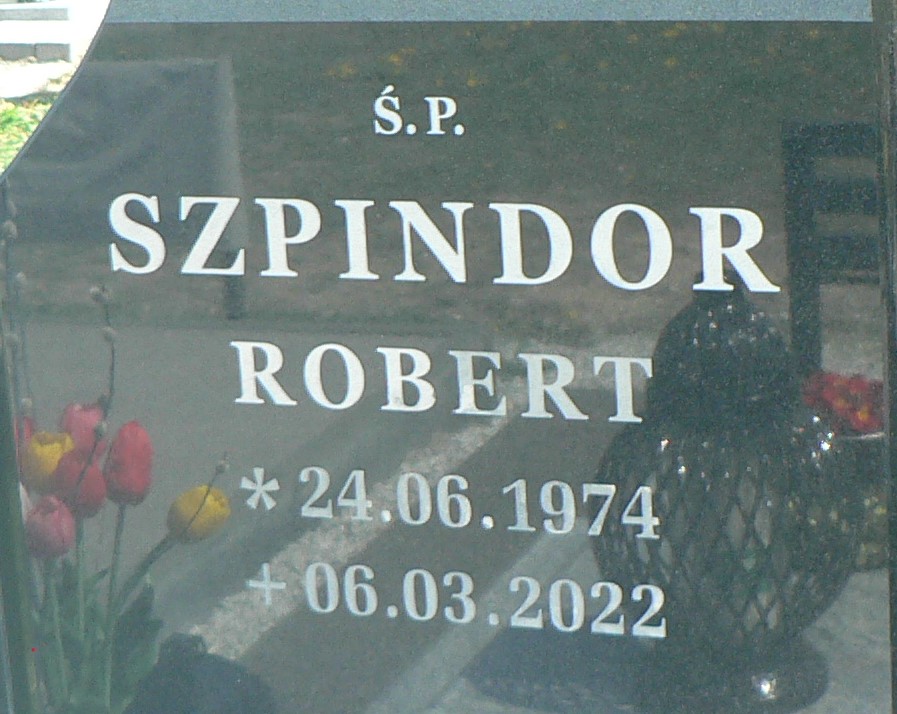 Ś.P.
SZPINDOR
ROBERT
* 24.06.1974
+ 06.03.2022